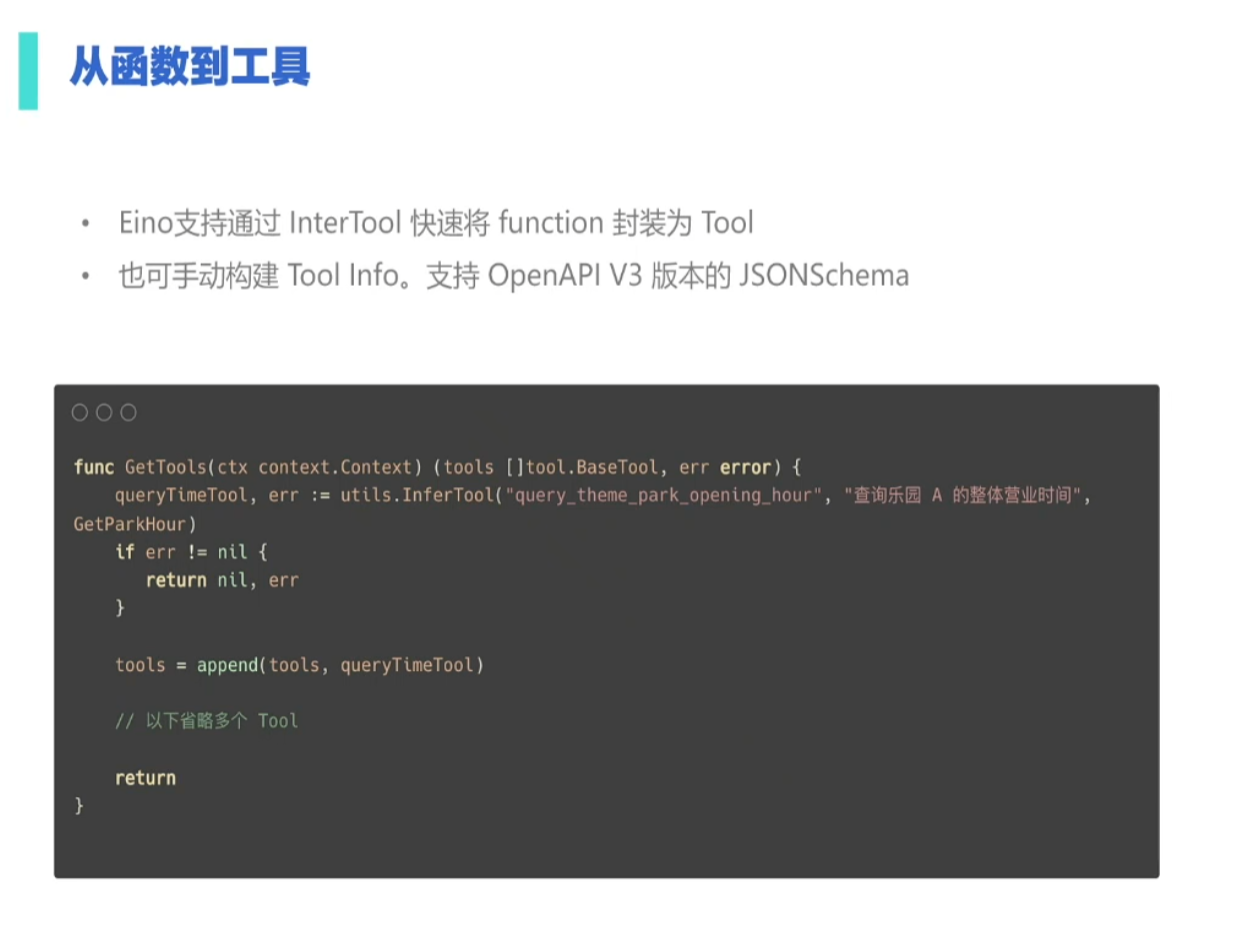 从函数到工具
• Eino支持通过 InterTool 快速将 function 封装为 Tool
• 也可手动构建 Tool Info。支持 OpenAPI V3 版本的 JSONSchema
func GetTools(ctx context.Context) (tools []tool.BaseTool, err error) {
    queryTimeTool, err := utils.InferTool("query_theme_park_opening_hour", "查询乐园 A 的整体营业时间",
GetParkHour)
    if err != nil {
       return nil, err
    }
    tools = append(tools, queryTimeTool)
    // 以下省略多个 Tool
    return
}